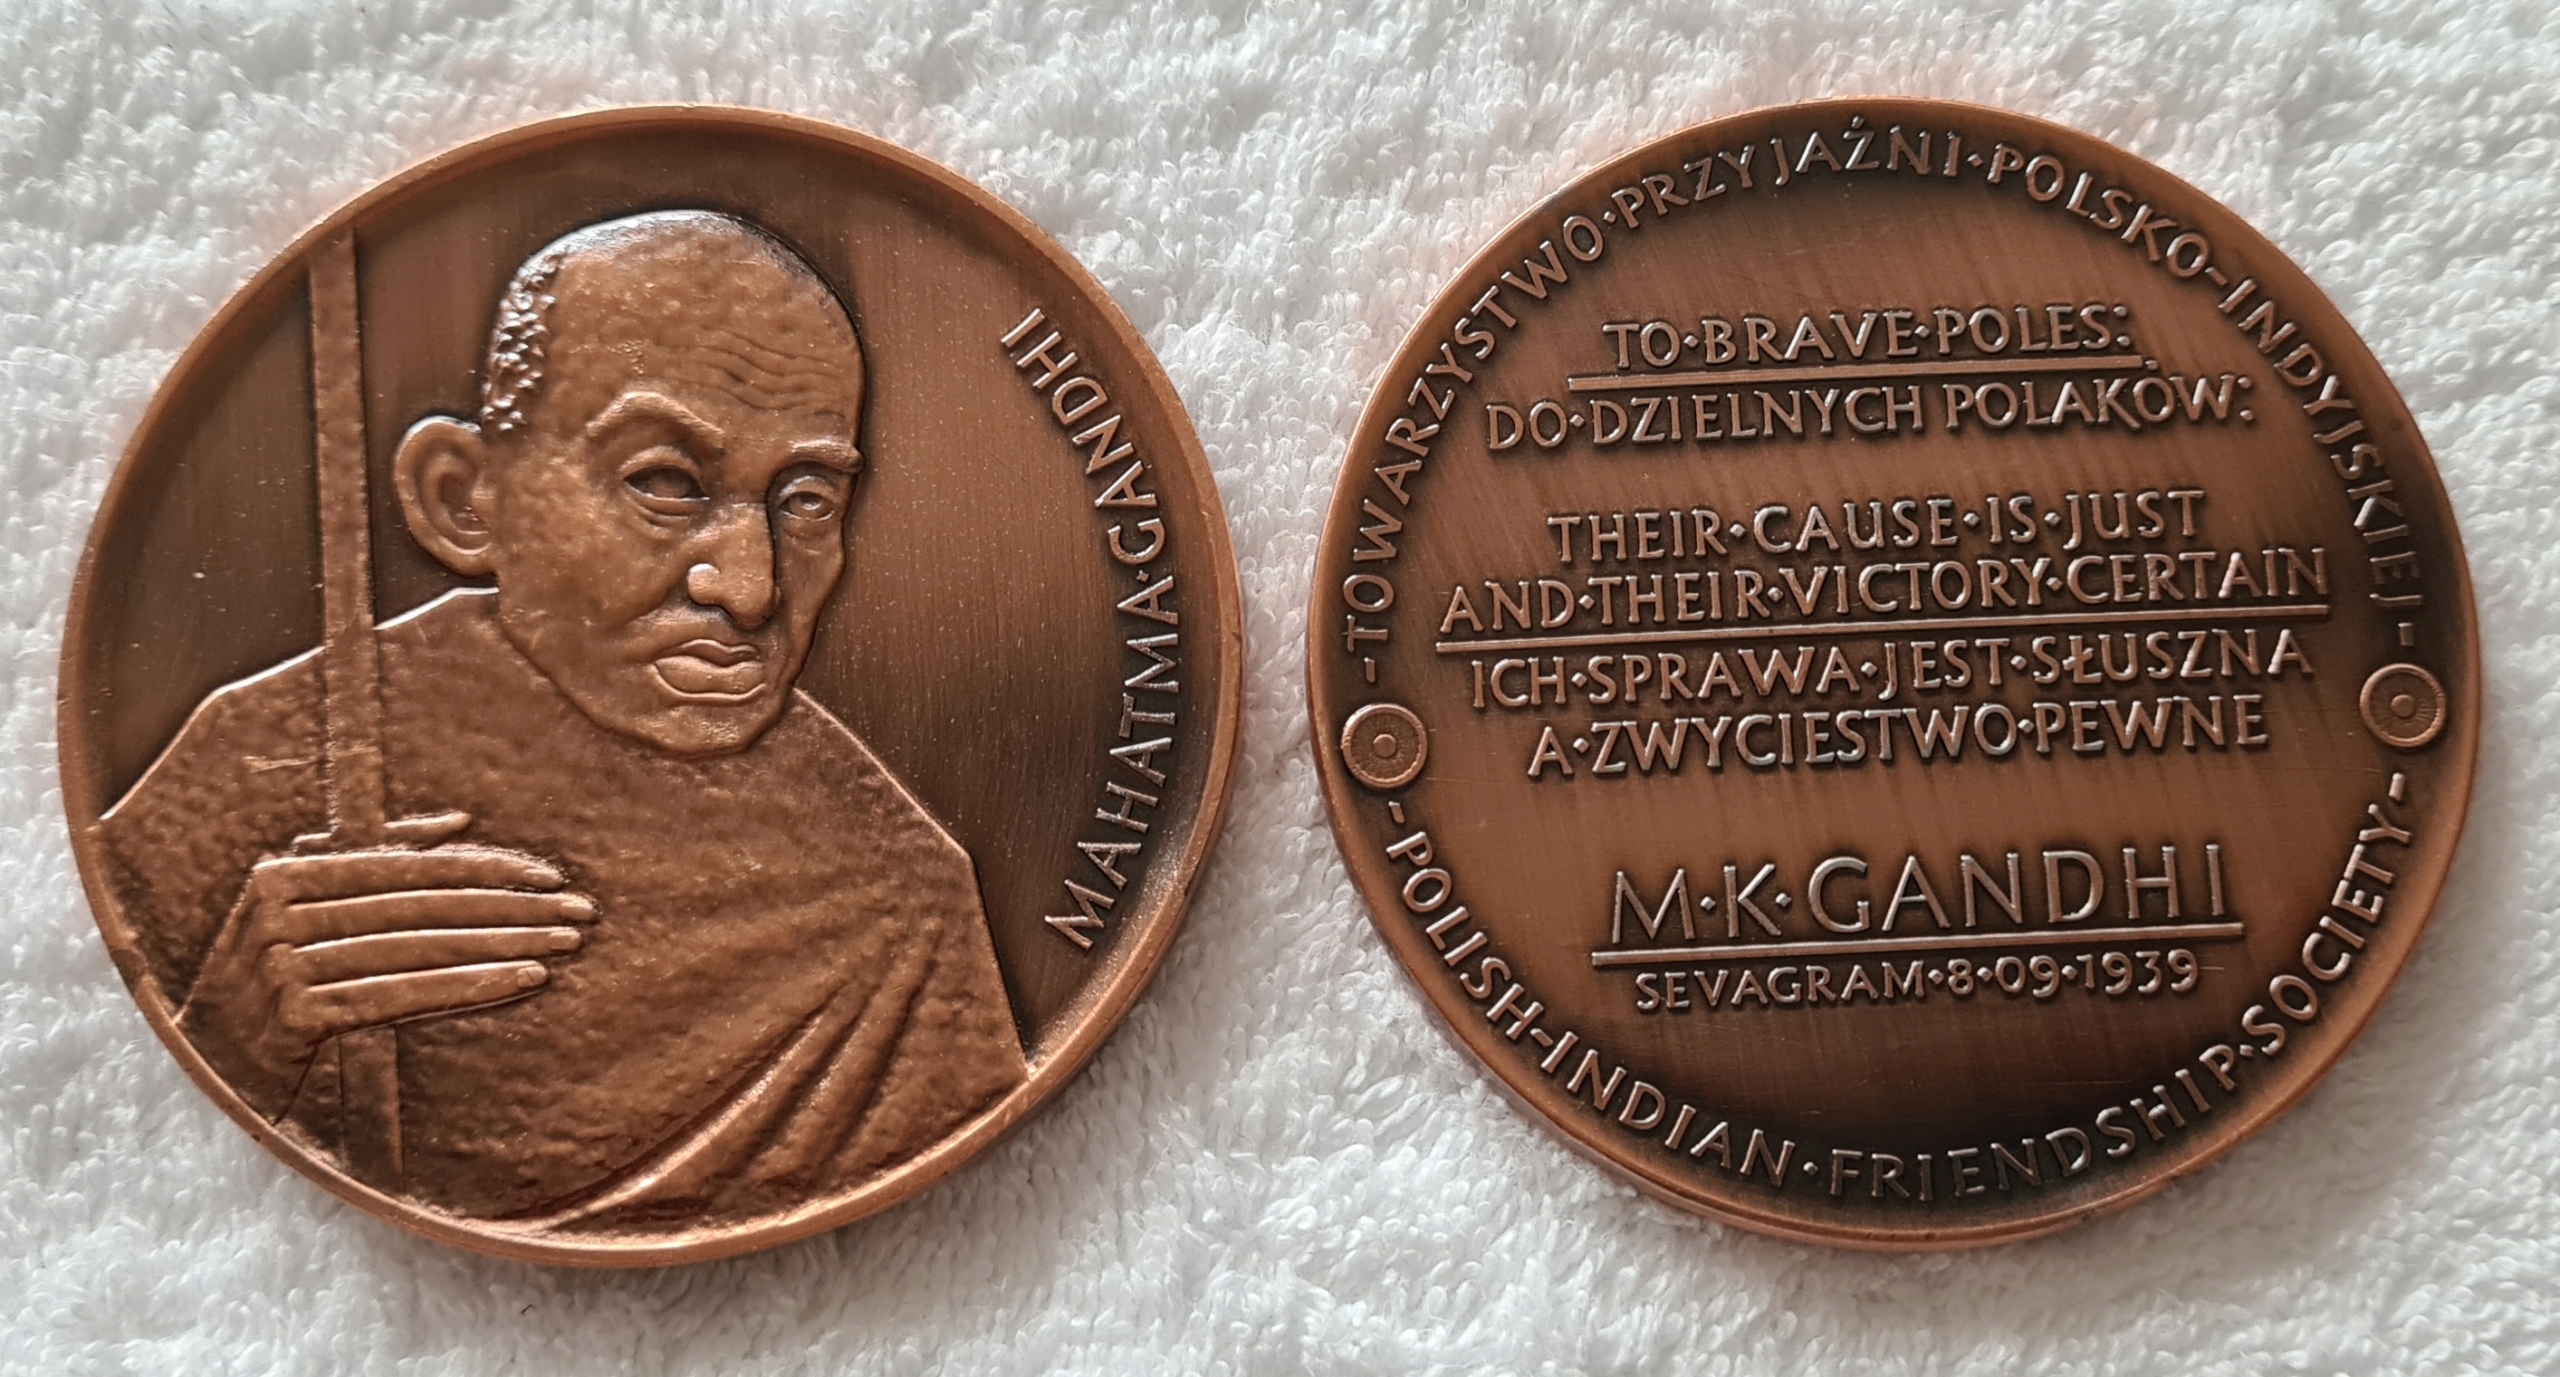 MAHATMA·GANDHI
-TOWARZYSTWO·PRZYJAŹNI·POLSKO-INDYJSKIEJ-
TO·BRAVE·POLES:
DO·DZIELNYCH POLAKÓW:
THEIR·CAUSE·IS·JUST
AND·THEIR·VICTORY·CERTAIN
ICH·SPRAWA·JEST·SŁUSZNA
A·ZWYCIESTWO·PEWNE
M·K·GANDHI
SEVAGRAM·8·09·1939
-POLISH-INDIAN·FRIENDSHIP·SOCIETY-